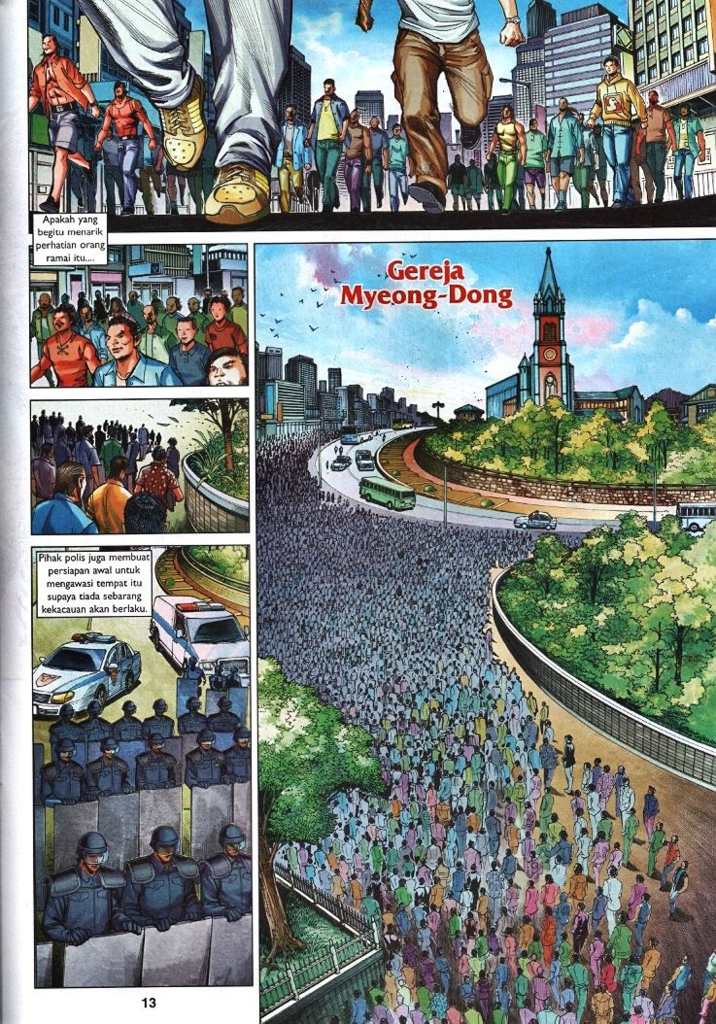 Apakah yang
begitu menarik
perhatian orang
ramai itu....
Gereja
Myeong-Dong
Pihak polis juga membuat
persiapan awal untuk
mengawasi tempat itu
supaya tiada sebarang
kekacauan akan berlaku.
13